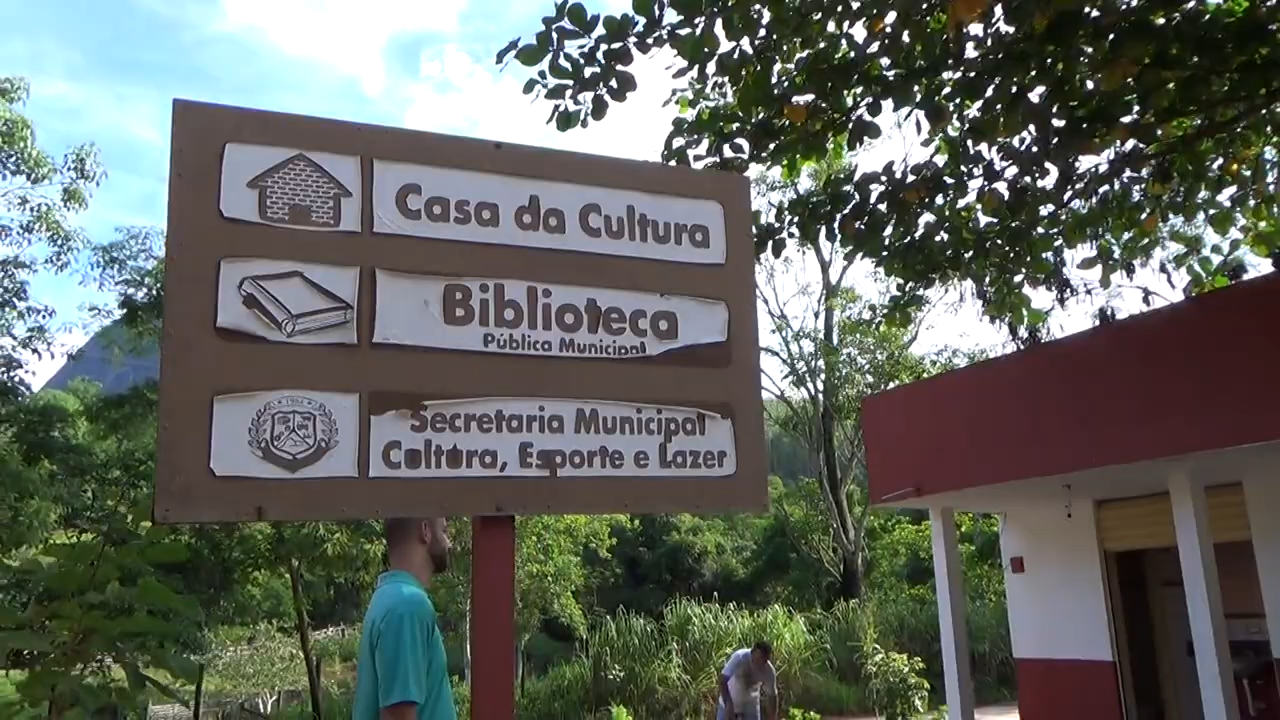 Casa da Cultura
Biblioteca
Pública Municipal
Secretaria Municipal
Cultura, Esporte e Lazer